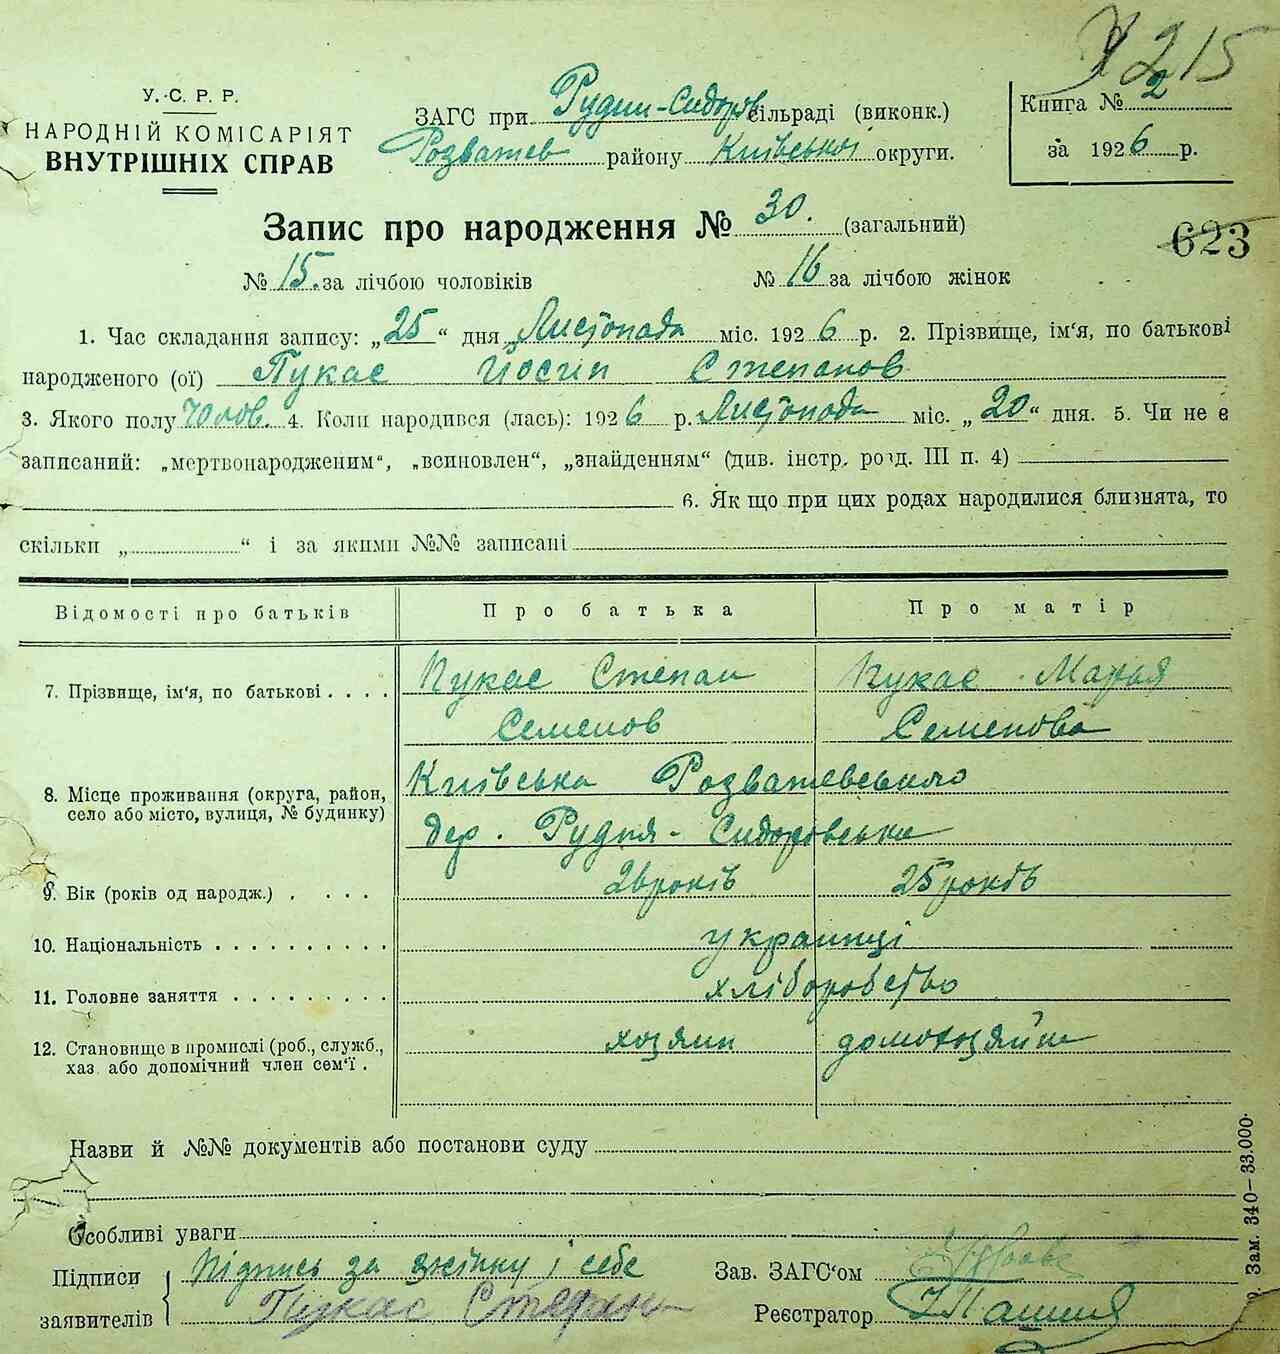 215
У.С.Р.Р.
НАРОДНІЙ КОМІСАРІЯТ
ВНУТРІШНІХ СПРАВ
ЗАГС при Рудни-Сидоров сільраді (виконк.)
Розважев району Київської округи.
Книга № 2
за 1926 р.
Запис про народження № 30. (загальний)
623
№ 15. за лічбою чоловіків № 16 за лічбою жінок
1. Час складання запису: „25“ дня Листопада міс. 1926 р. 2. Прізвище, ім‘я, по батькові
народженого (ої) Пукас Йосип Степанов
3. Якого полу чолов. 4. Коли народився (лась): 1926 р. Листопада міс. „20“ дня. 5. Чи не є
записаний: „мертвонародженим“, „всиновлен“, „знайденням“ (див. інстр. розд. III п. 4)
6. Як що при цих родах народилися близнята, то
скільки „ “ і за якими №№ записані
Відомості про батьків Про батька Про матір
7. Прізвище, ім‘я, по батькові . . . . Пукас Степан Пукас Марья
Семенов Семенова
8. Місце проживання (округа, район, село або місто, вулиця, № будинку) Київська Розважевського
дер. Рудня-Сидоровська
9. Вік (років од народж.) . . . . 26 років 25 років
10. Національність . . . . . . . . . . українці
11. Головне заняття . . . . . . . . . хліборобство
12. Становище в промислі (роб., служб., хаз. або допомічний член сем‘ї . хозяин домохозяйка
Назви й №№ документів або постанови суду
Особливі уваги
Підписи заявителів { Підпись за жінку і себе
Пукас Стефан
Зав. ЗАГС‘ом
Реєстратор
Зам. 340—33.000.